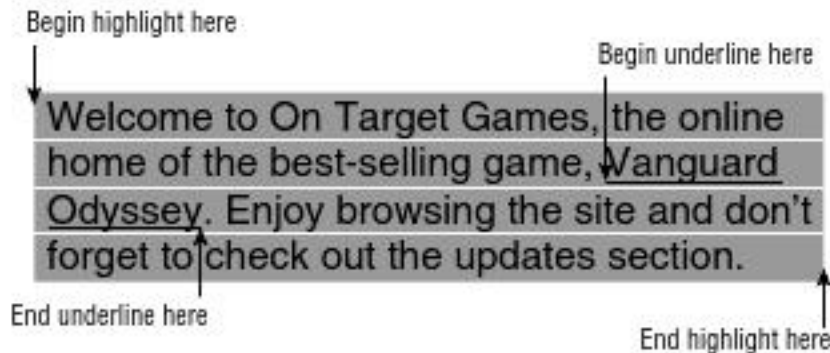 Begin highlight here
Begin underline here
Welcome to On Target Games, the online
home of the best-selling game, Vanguard
Odyssey. Enjoy browsing the site and don't
forget to check out the updates section.
End underline here
End highlight here